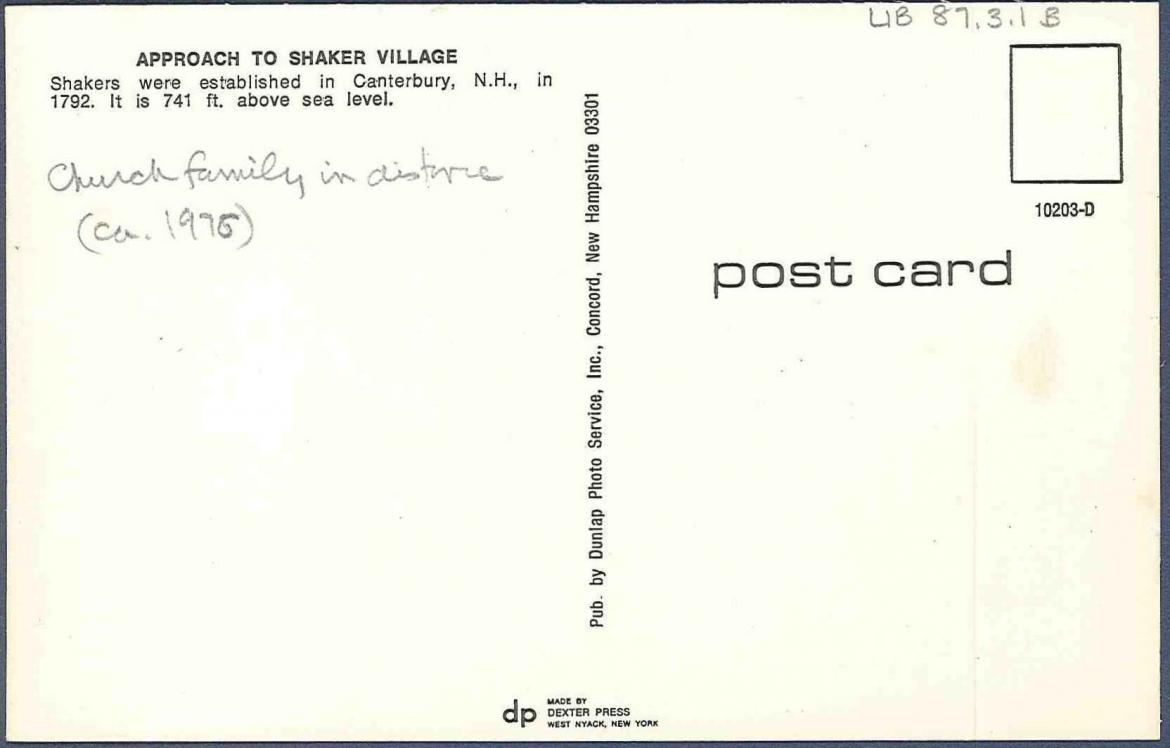 UB 87.3.1 B
APPROACH TO SHAKER VILLAGE
Shakers were established in Canterbury, N.H., in
1792. It is 741 ft. above sea level.
Church family in distance
(ca. 1975)
Pub. by Dunlap Photo Service, Inc., Concord, New Hampshire 03301
10203-D
post card
dp
MADE BY
DEXTER PRESS
WEST NYACK, NEW YORK